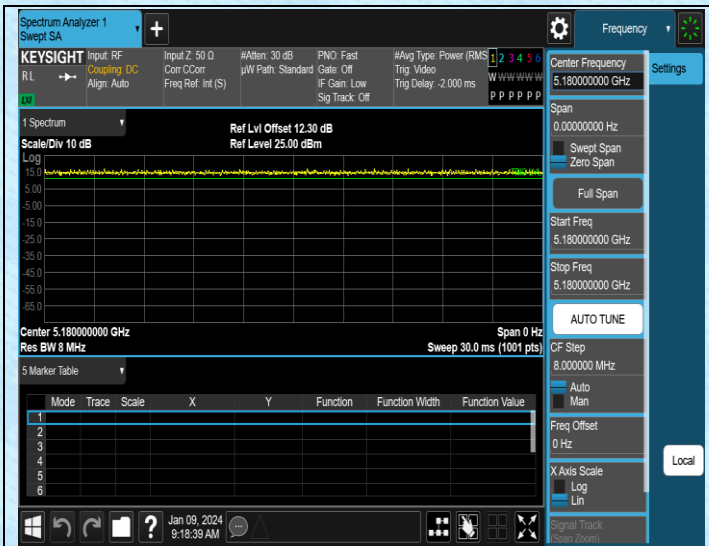 Spectrum Analyzer 1
Swept SA
+
Frequency
KEYSIGHT
RL
LXI
Input: RF
Coupling: DC
Align: Auto
Input Z: 50 Ω
Corr CCorr
Freq Ref: Int (S)
#Atten: 30 dB
µW Path: Standard
PNO: Fast
Gate: Off
IF Gain: Low
Sig Track: Off
#Avg Type: Power (RMS
Trig: Video
Trig Delay: -2.000 ms
1 2 3 4 5 6
W W W W W W
P P P P P P
1 Spectrum
Scale/Div 10 dB
Ref Lvl Offset 12.30 dB
Ref Level 25.00 dBm
Log
15.0
5.00
-5.00
-15.0
-25.0
-35.0
-45.0
-55.0
-65.0
Center 5.180000000 GHz
Res BW 8 MHz
Span 0 Hz
Sweep 30.0 ms (1001 pts)
5 Marker Table
Mode Trace Scale X Y Function Function Width Function Value
1
2
3
4
5
6
?
Jan 09, 2024
9:18:39 AM
Center Frequency
5.180000000 GHz
Span
0.00000000 Hz
Swept Span
Zero Span
Full Span
Start Freq
5.180000000 GHz
Stop Freq
5.180000000 GHz
AUTO TUNE
CF Step
8.000000 MHz
Auto
Man
Freq Offset
0 Hz
X Axis Scale
Log
Lin
Signal Track
(Span Zoom)
Settings
Local